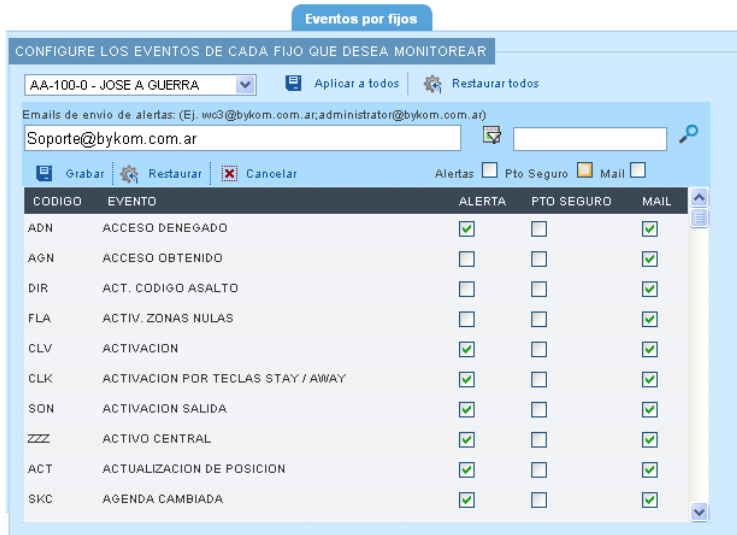 Eventos por fijos
CONFIGURE LOS EVENTOS DE CADA FIJO QUE DESEA MONITOREAR
AA-100-0 - JOSE A GUERRA Aplicar a todos Restaurar todos
Emails de envio de alertas: (Ej. wc3@bykom.com.ar;administrator@bykom.com.ar)
Soporte@bykom.com.ar
Grabar Restaurar Cancelar Alertas Pto Seguro Mail
CODIGO EVENTO ALERTA PTO SEGURO MAIL
ADN ACCESO DENEGADO
AGN ACCESO OBTENIDO
DIR ACT. CODIGO ASALTO
FLA ACTIV. ZONAS NULAS
CLV ACTIVACION
CLK ACTIVACION POR TECLAS STAY / AWAY
SON ACTIVACION SALIDA
ZZZ ACTIVO CENTRAL
ACT ACTUALIZACION DE POSICION
SKC AGENDA CAMBIADA